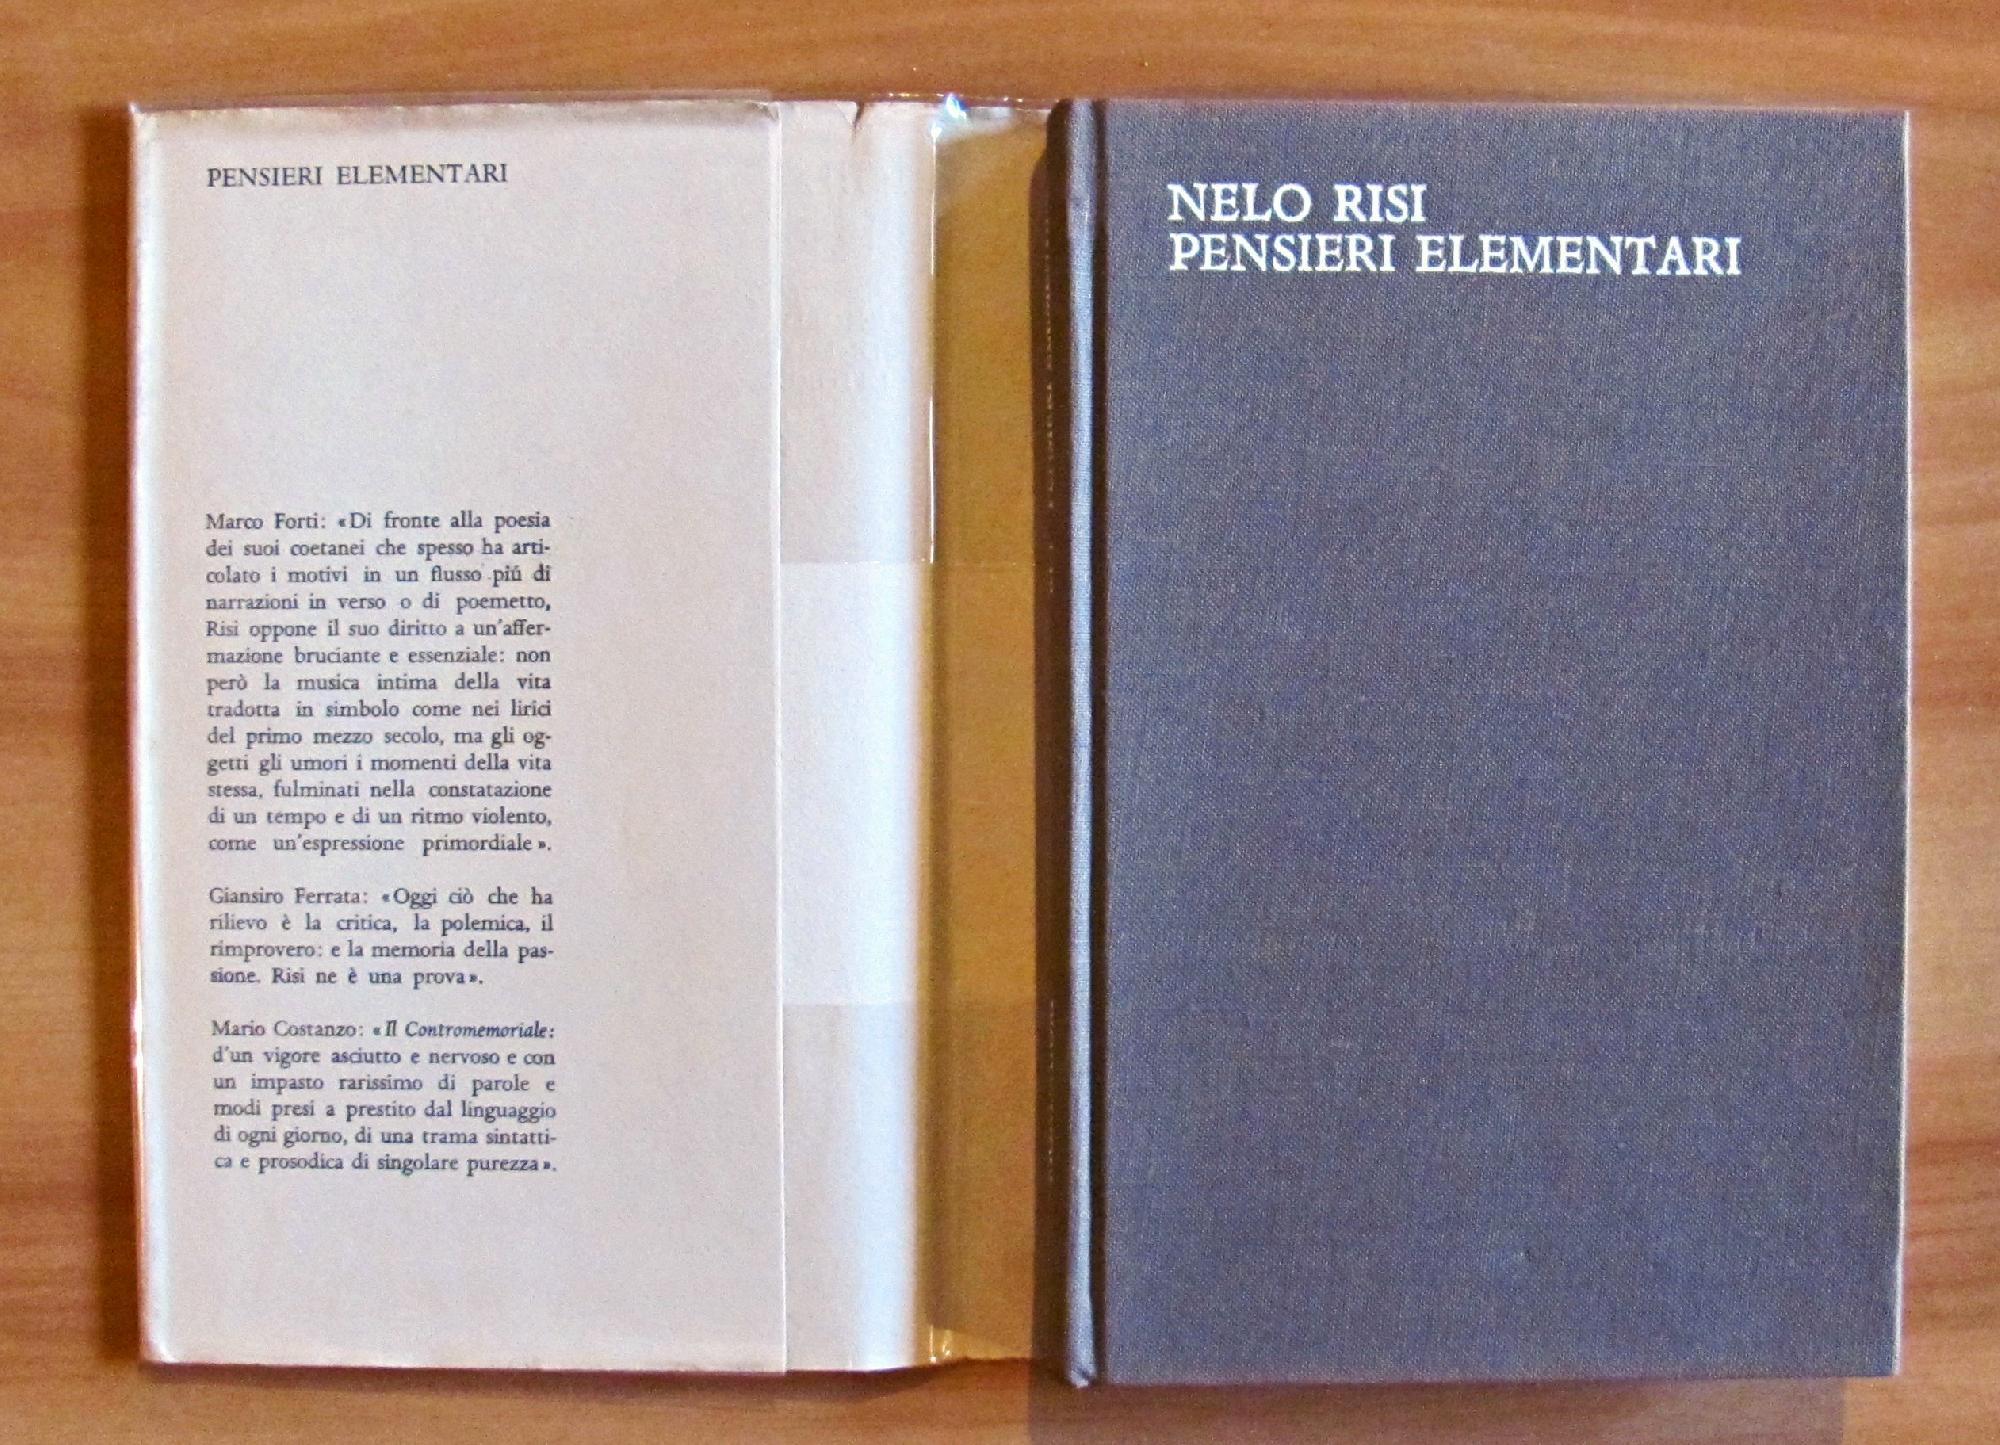 PENSIERI ELEMENTARI
Marco Forti: «Di fronte alla poesia
dei suoi coetanei che spesso ha arti-
colato i motivi in un flusso piú di
narrazioni in verso o di poemetto,
Risi oppone il suo diritto a un'affer-
mazione bruciante e essenziale: non
però la musica intima della vita
tradotta in simbolo come nei lirici
del primo mezzo secolo, ma gli og-
getti gli umori i momenti della vita
stessa, fulminati nella constatazione
di un tempo e di un ritmo violento,
come un'espressione primordiale».
Giansiro Ferrata: «Oggi ciò che ha
rilievo è la critica, la polemica, il
rimprovero: e la memoria della pas-
sione. Risi ne è una prova».
Mario Costanzo: «Il Contromemoriale:
d'un vigore asciutto e nervoso e con
un impasto rarissimo di parole e
modi presi a prestito dal linguaggio
di ogni giorno, di una trama sintatti-
ca e prosodica di singolare purezza».
NELO RISI
PENSIERI ELEMENTARI